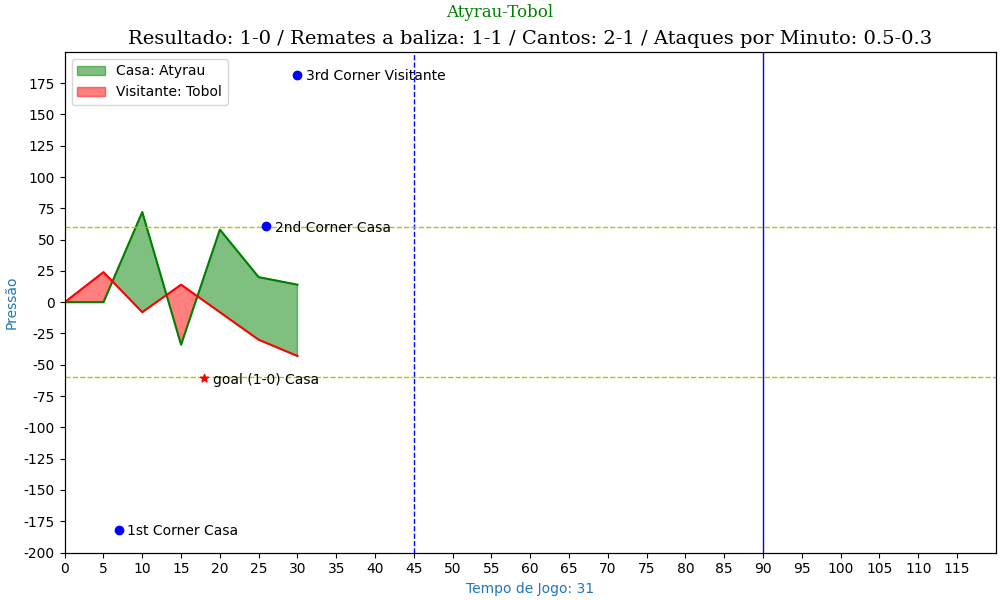 Atyrau-Tobol
Resultado: 1-0 / Remates a baliza: 1-1 / Cantos: 2-1 / Ataques por Minuto: 0.5-0.3
Casa: Atyrau
Visitante: Tobol
3rd Corner Visitante
2nd Corner Casa
goal (1-0) Casa
1st Corner Casa
Pressão
175
150
125
100
75
50
25
0
-25
-50
-75
-100
-125
-150
-175
-200
0 5 10 15 20 25 30 35 40 45 50 55 60 65 70 75 80 85 90 95 100 105 110 115
Tempo de Jogo: 31